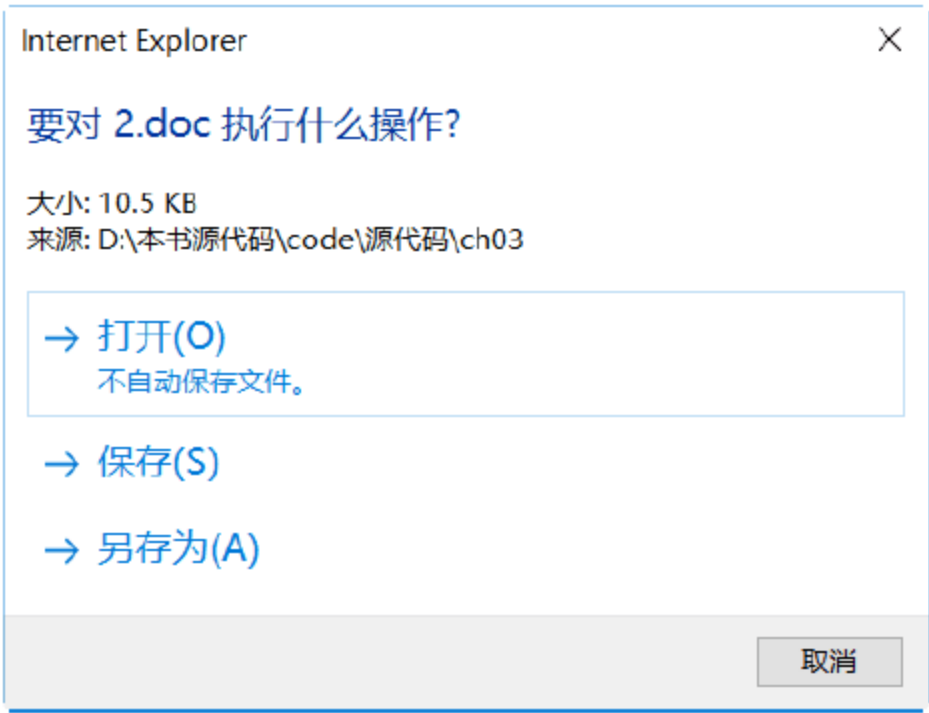 Internet Explorer
要对 2.doc 执行什么操作?
大小: 10.5 KB
来源: D:\本书源代码\code\源代码\ch03
→ 打开(O)
不自动保存文件。
→ 保存(S)
→ 另存为(A)
取消